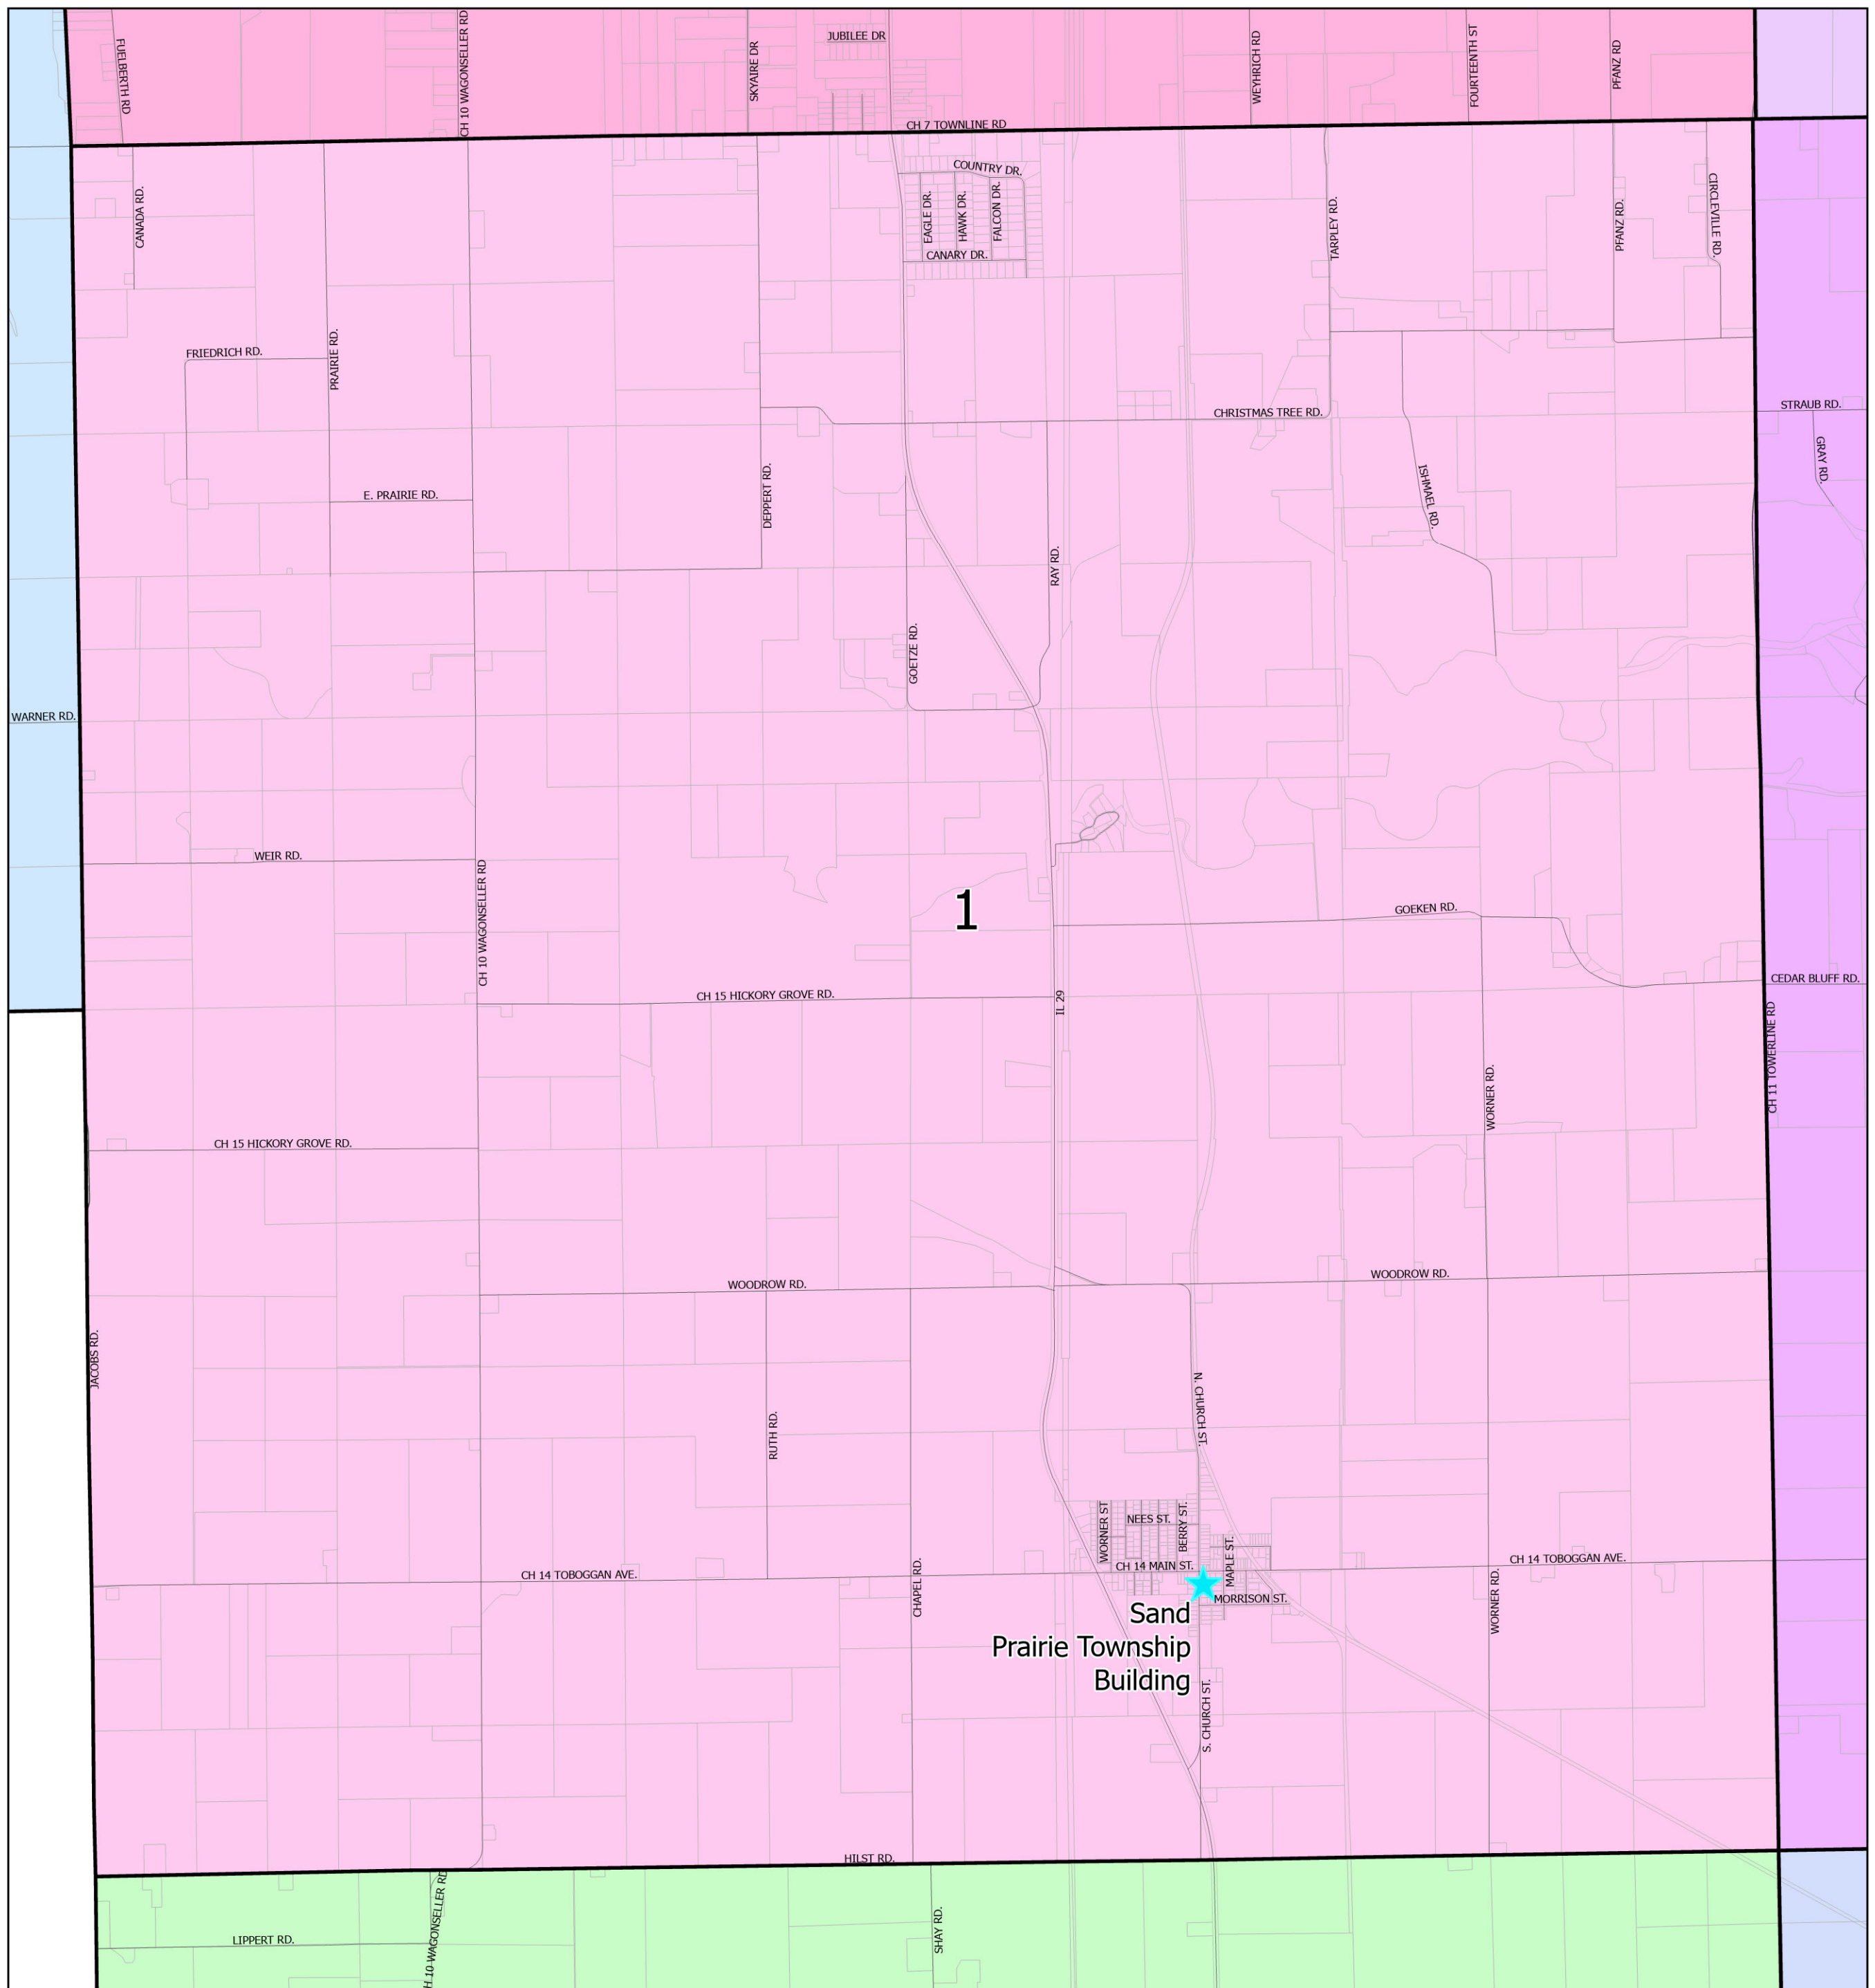 FUELBERTH RD
CH 10 WAGONSELLER RD
SKYAIRE DR
JUBILEE DR
WEYHRICH RD
FOURTEENTH ST
PFANZ RD
CH 7 TOWNLINE RD
CANADA RD.
COUNTRY DR.
EAGLE DR.
HAWK DR.
FALCON DR.
CANARY DR.
TARPLEY RD.
PFANZ RD.
CIRCLEVILLE RD.
FRIEDRICH RD.
PRAIRIE RD.
CHRISTMAS TREE RD.
STRAUB RD.
GRAY RD.
E. PRAIRIE RD.
DEPPERT RD.
ISHMAEL RD.
RAY RD.
GOETZE RD.
WARNER RD.
WEIR RD.
CH 10 WAGONSELLER RD
1
GOEKEN RD.
CEDAR BLUFF RD.
CH 15 HICKORY GROVE RD.
IL 29
CH 11 TOWERLINE RD
WORNER RD.
CH 15 HICKORY GROVE RD.
WOODROW RD.
WOODROW RD.
JACOBS RD.
RUTH RD.
N. CHURCH ST.
WORNER ST
NEES ST.
BERRY ST.
MAPLE ST.
CH 14 MAIN ST.
CH 14 TOBOGGAN AVE.
CH 14 TOBOGGAN AVE.
CHAPEL RD.
MORRISON ST.
WORNER RD.
Sand
Prairie Township
Building
S. CHURCH ST.
HILST RD.
LIPPERT RD.
H 10 WAGONSELLER RD
SHAY RD.